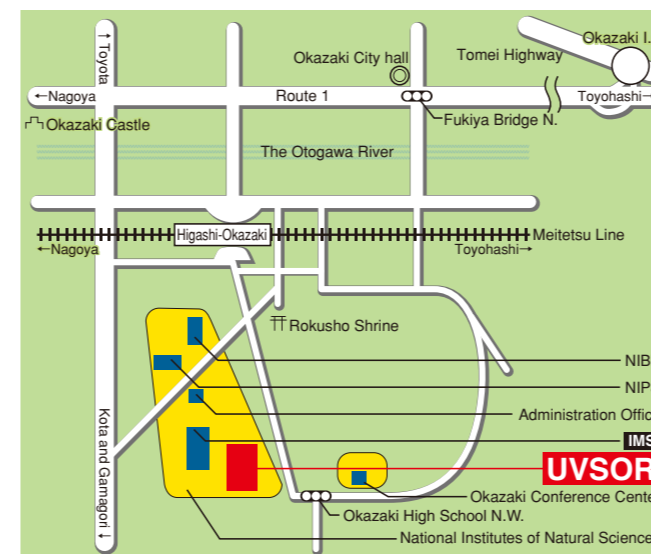 ↑ Toyota
Okazaki City hall
Tomei Highway
Okazaki I.
←Nagoya
Route 1
Toyohashi→
Fukiya Bridge N.
Okazaki Castle
The Otogawa River
Higashi-Okazaki
Meitetsu Line
←Nagoya
Toyohashi→
Rokusho Shrine
NIB
NIP
Administration Offic
IMS
UVSOR
Kota and Gamagori ↓
Okazaki Conference Cente
Okazaki High School N.W.
National Institutes of Natural Science